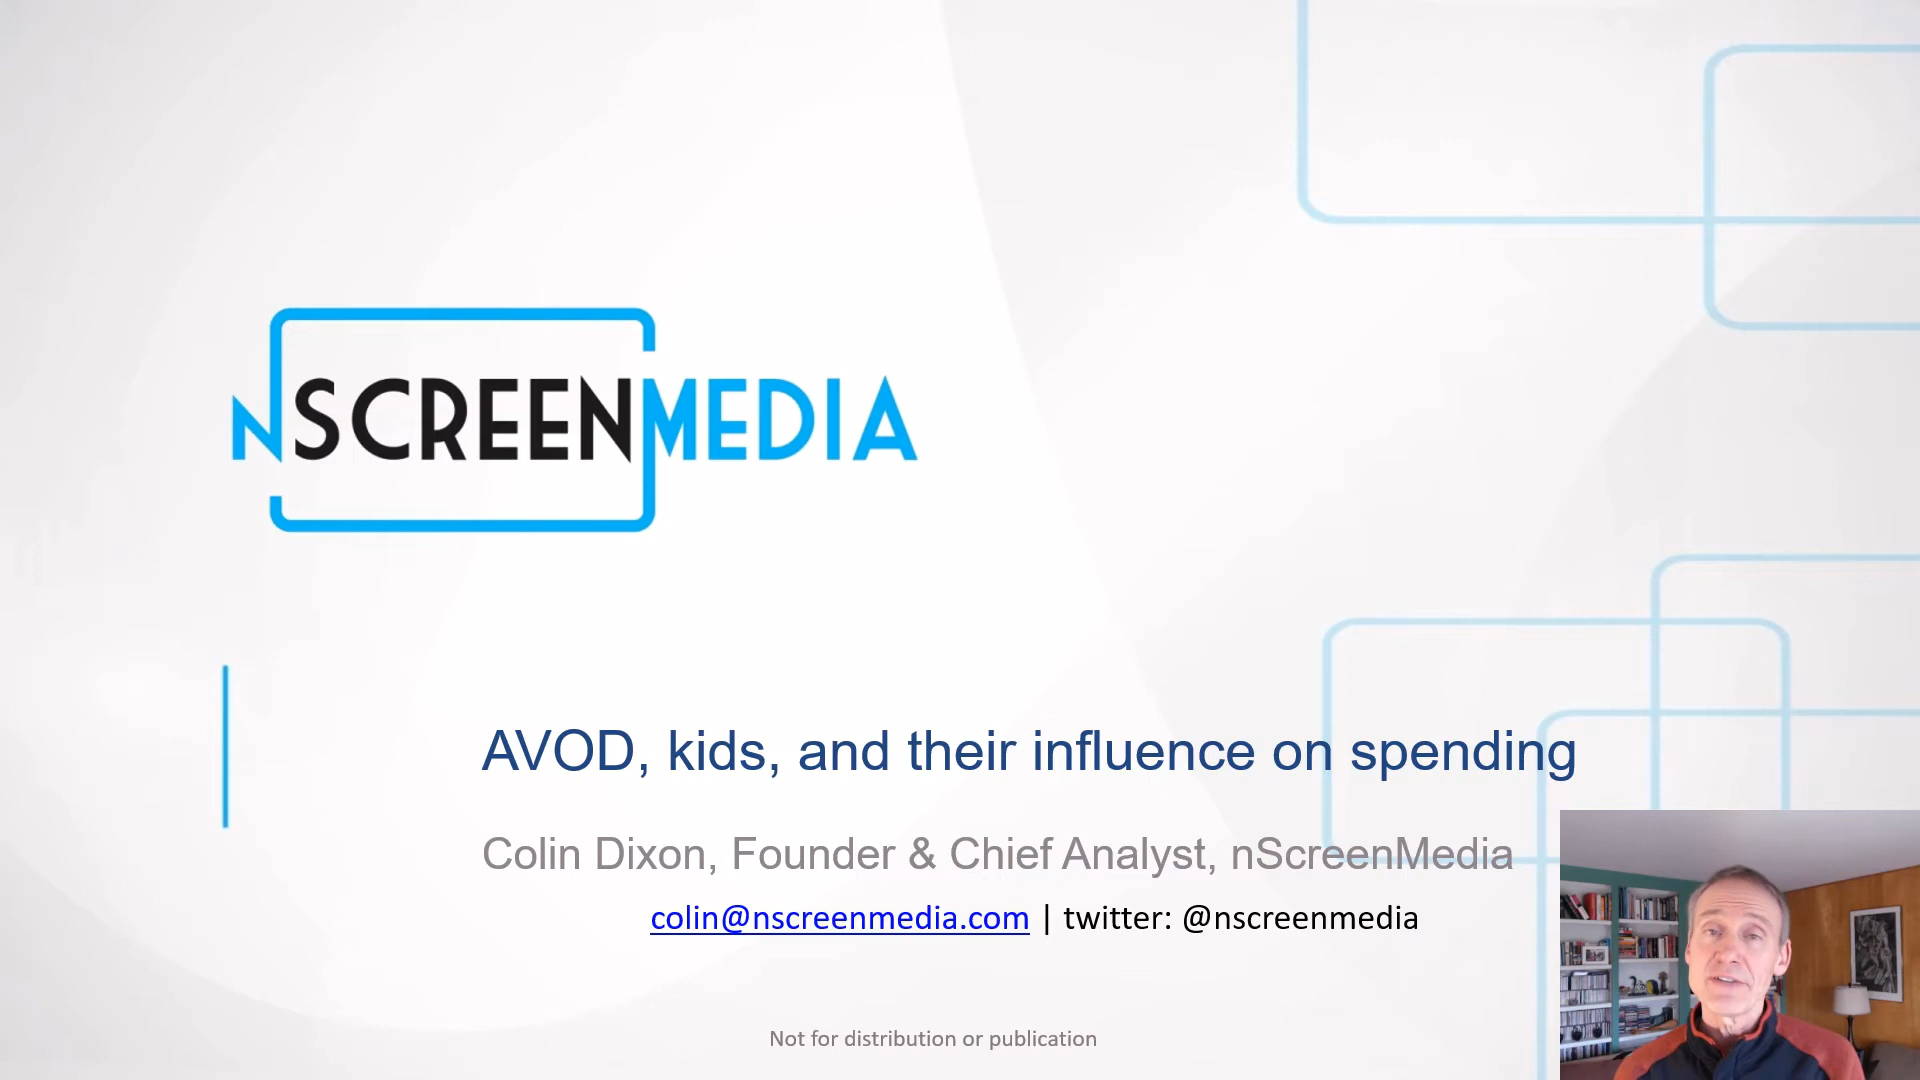 nSCREENMEDIA
AVOD, kids, and their influence on spending
Colin Dixon, Founder & Chief Analyst, nScreenMedia
colin@nscreenmedia.com | twitter: @nscreenmedia
Not for distribution or publication